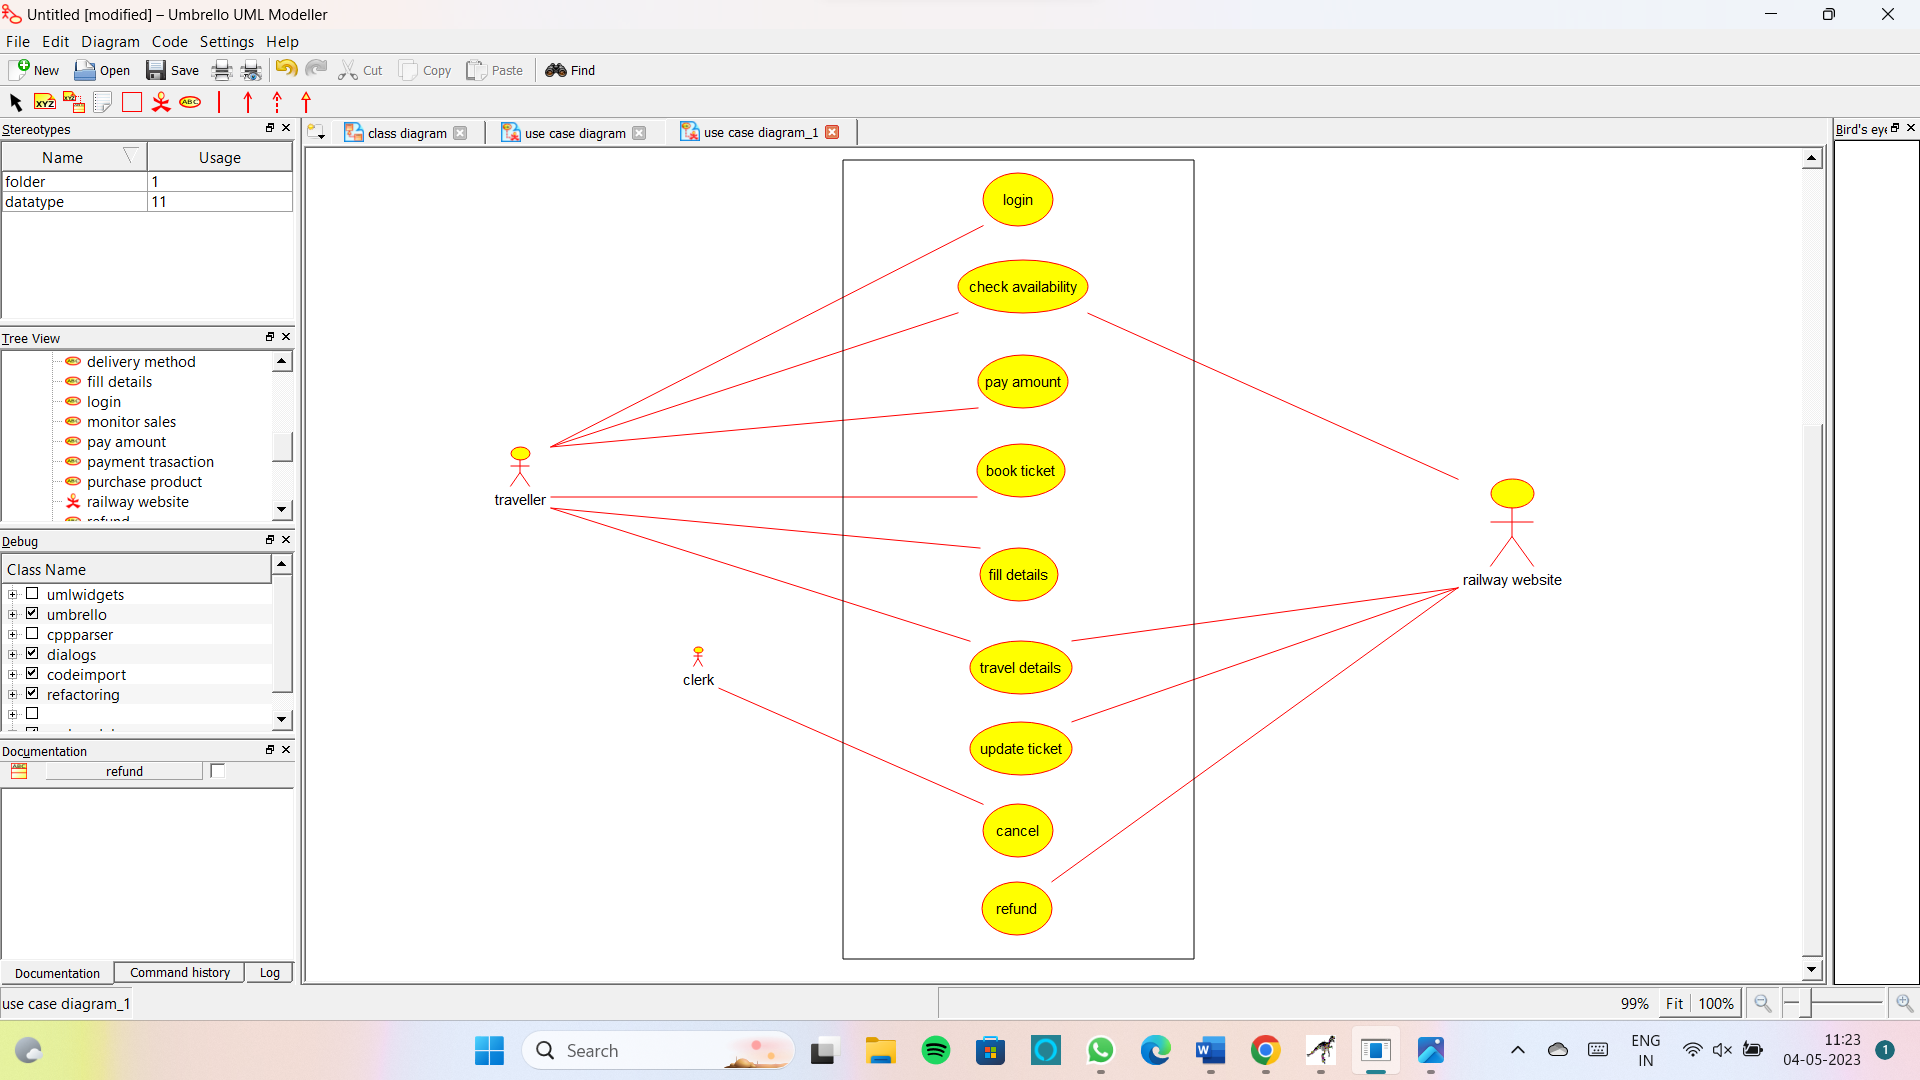 Untitled [modified] – Umbrello UML Modeller
File Edit Diagram Code Settings Help
New Open Save Cut Copy Paste Find
XYZ XYZ ABC
Stereotypes
Name Usage
folder 1
datatype 11
Tree View
delivery method
fill details
login
monitor sales
pay amount
payment trasaction
purchase product
railway website
refund
Debug
Class Name
umlwidgets
umbrello
cppparser
dialogs
codeimport
refactoring
Documentation
refund
Documentation Command history Log
class diagram use case diagram use case diagram_1
login
check availability
pay amount
book ticket
fill details
travel details
update ticket
cancel
refund
traveller
clerk
railway website
Bird's eye
use case diagram_1
99% Fit 100%
Search
ENG
IN
11:23
04-05-2023
1